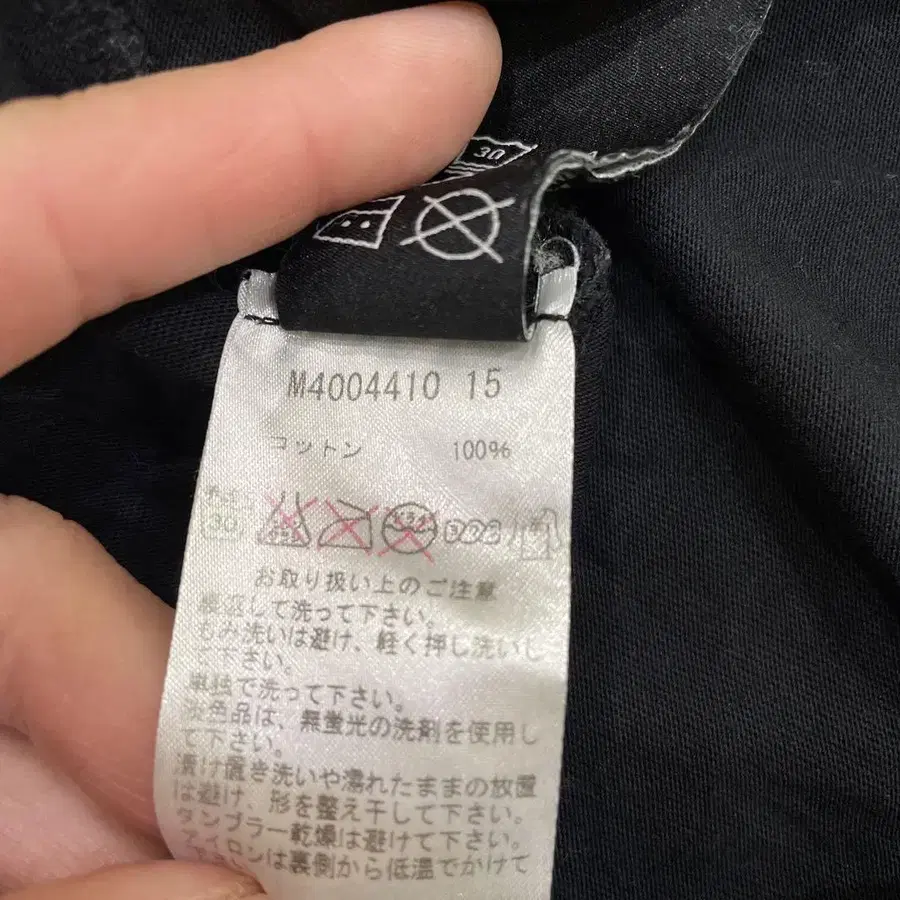 30
M4004410 15
コットン 100%
30
お取り扱い上のご注意
裏返して洗って下さい。
もみ洗いは避け、軽く押し洗いし
て下さい。
単独で洗って下さい。
淡色品は、無蛍光の洗剤を使用し
て下さい。
漬け置き洗いや濡れたままの放置
は避け、形を整え干して下さい。
タンブラー乾燥は避けて下さい。
アイロンは裏側から低温でかけて